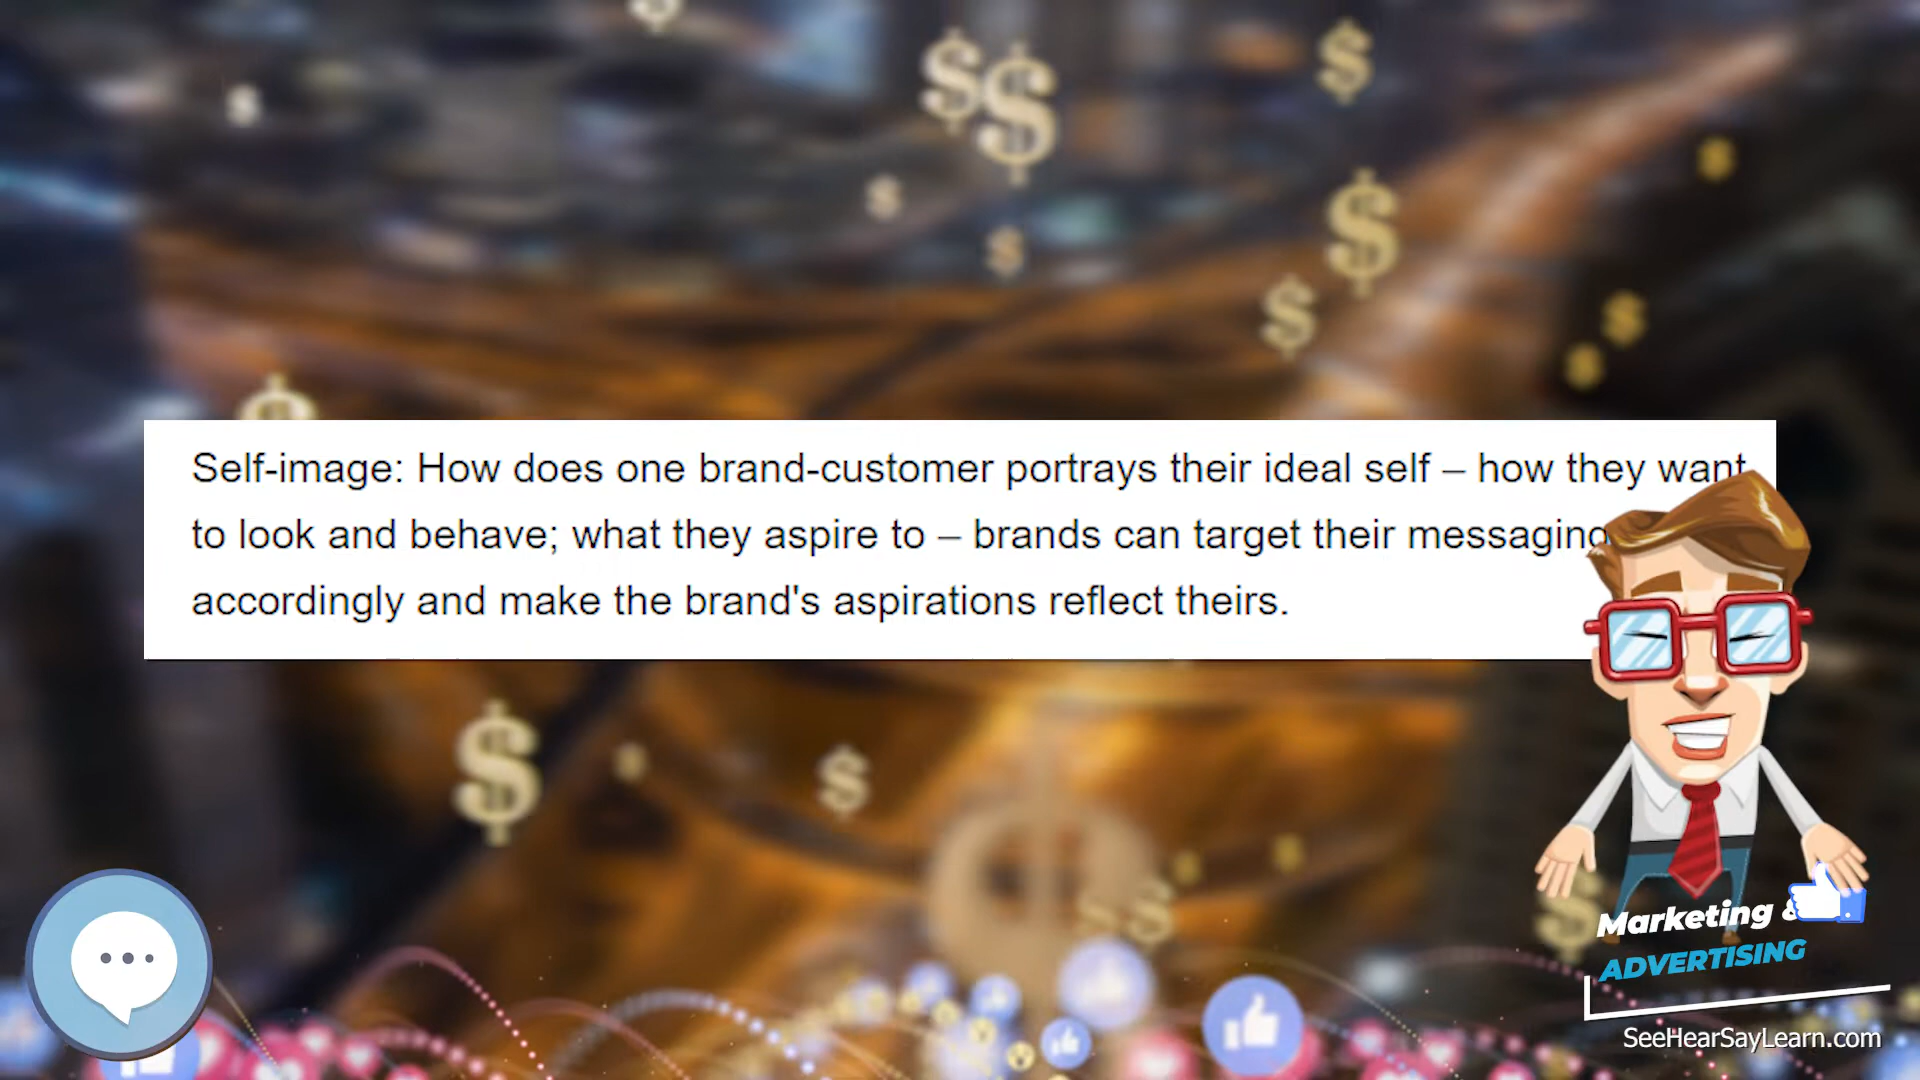 Self-image: How does one brand-customer portrays their ideal self – how they want
to look and behave; what they aspire to – brands can target their messaging
accordingly and make the brand's aspirations reflect theirs.
Marketing &
ADVERTISING
SeeHearSayLearn.com